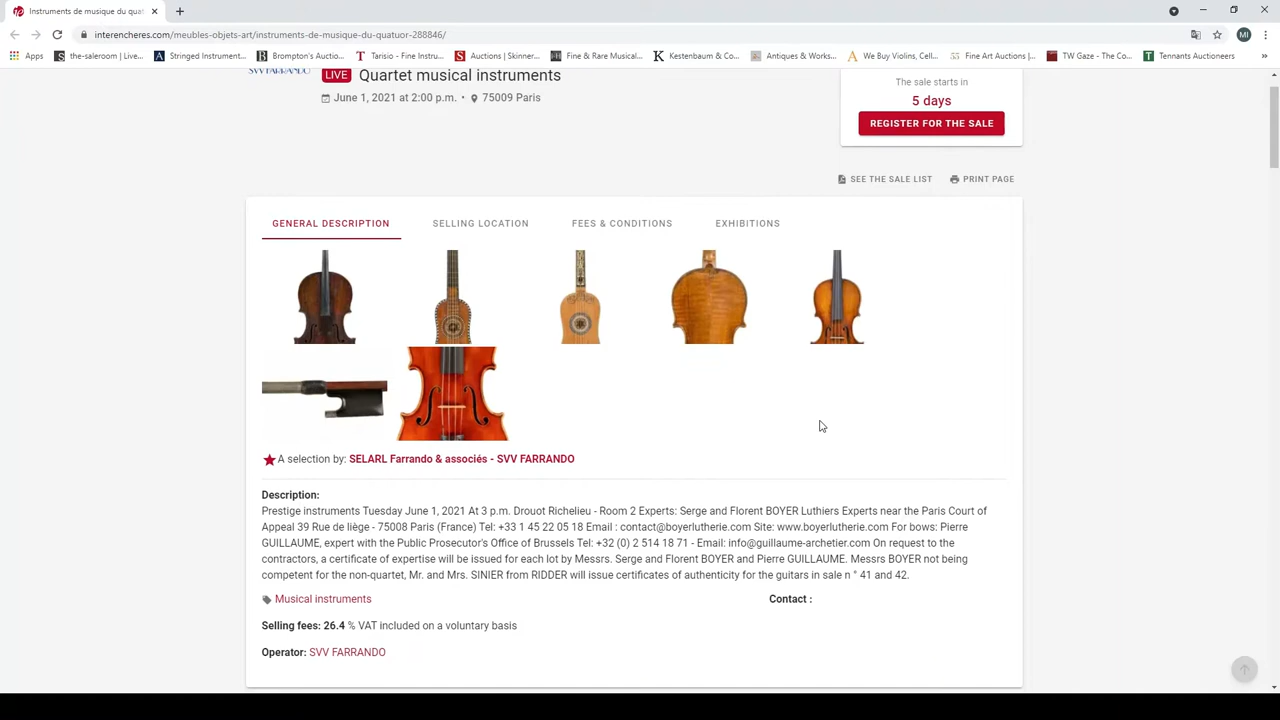 Instruments de musique du quat
interencheres.com/meubles-objets-art/instruments-de-musique-du-quatuor-288846/
MI
Apps
the-saleroom | Live...
Stringed Instrumen...
Brompton's Auctio...
Tarisio - Fine Instru...
Auctions | Skinner...
Fine & Rare Musical...
Kestenbaum & Co...
Antiques & Works...
We Buy Violins, Cell...
Fine Art Auctions |...
TW Gaze - The Co...
Tennants Auctioneers
SVV FARRANDO
LIVE Quartet musical instruments
June 1, 2021 at 2:00 p.m. • 75009 Paris
The sale starts in
5 days
REGISTER FOR THE SALE
SEE THE SALE LIST
PRINT PAGE
GENERAL DESCRIPTION
SELLING LOCATION
FEES & CONDITIONS
EXHIBITIONS
A selection by: SELARL Farrando & associés - SVV FARRANDO
Description:
Prestige instruments Tuesday June 1, 2021 At 3 p.m. Drouot Richelieu - Room 2 Experts: Serge and Florent BOYER Luthiers Experts near the Paris Court of
Appeal 39 Rue de liège - 75008 Paris (France) Tel: +33 1 45 22 05 18 Email : contact@boyerlutherie.com Site: www.boyerlutherie.com For bows: Pierre
GUILLAUME, expert with the Public Prosecutor's Office of Brussels Tel: +32 (0) 2 514 18 71 - Email: info@guillaume-archetier.com On request to the
contractors, a certificate of expertise will be issued for each lot by Messrs. Serge and Florent BOYER and Pierre GUILLAUME. Messrs BOYER not being
competent for the non-quartet, Mr. and Mrs. SINIER from RIDDER will issue certificates of authenticity for the guitars in sale n ° 41 and 42.
Musical instruments
Contact :
Selling fees: 26.4 % VAT included on a voluntary basis
Operator: SVV FARRANDO